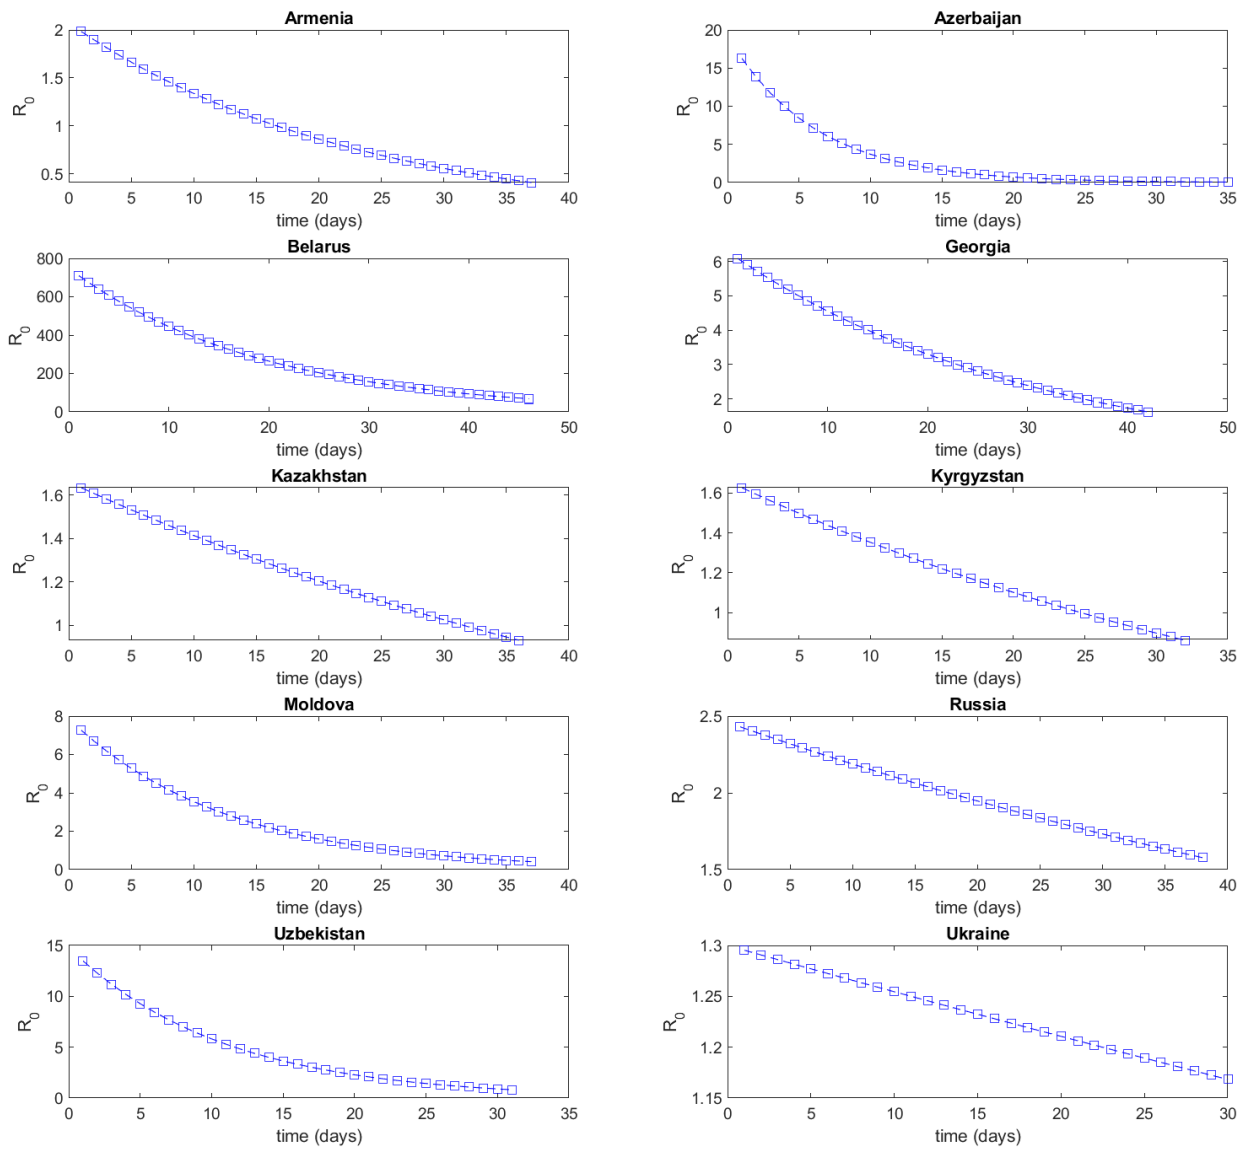 Armenia
2
1.5
1
0.5
R0
0 5 10 15 20 25 30 35 40
time (days)
Azerbaijan
20
15
10
5
0
R0
0 5 10 15 20 25 30 35
time (days)
Belarus
800
600
400
200
0
R0
0 10 20 30 40 50
time (days)
Georgia
6
5
4
3
2
R0
0 10 20 30 40 50
time (days)
Kazakhstan
1.6
1.4
1.2
1
R0
0 5 10 15 20 25 30 35 40
time (days)
Kyrgyzstan
1.6
1.4
1.2
1
R0
0 5 10 15 20 25 30 35
time (days)
Moldova
8
6
4
2
0
R0
0 5 10 15 20 25 30 35 40
time (days)
Russia
2.5
2
1.5
R0
0 5 10 15 20 25 30 35 40
time (days)
Uzbekistan
15
10
5
0
R0
0 5 10 15 20 25 30 35
time (days)
Ukraine
1.3
1.25
1.2
1.15
R0
0 5 10 15 20 25 30
time (days)